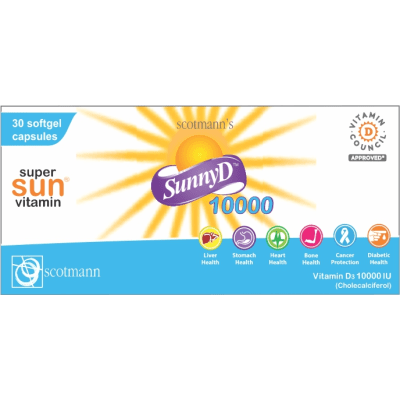 30 softgel
capsules
scotmann's
VITAMIN D COUNCIL
APPROVED*
super
sun®
vitamin
SunnyD™
10000
scotmann
Liver
Health
Stomach
Health
Heart
Health
Bone
Health
Cancer
Protection
Diabetic
Health
Vitamin D3 10000 IU
(Cholecalciferol)